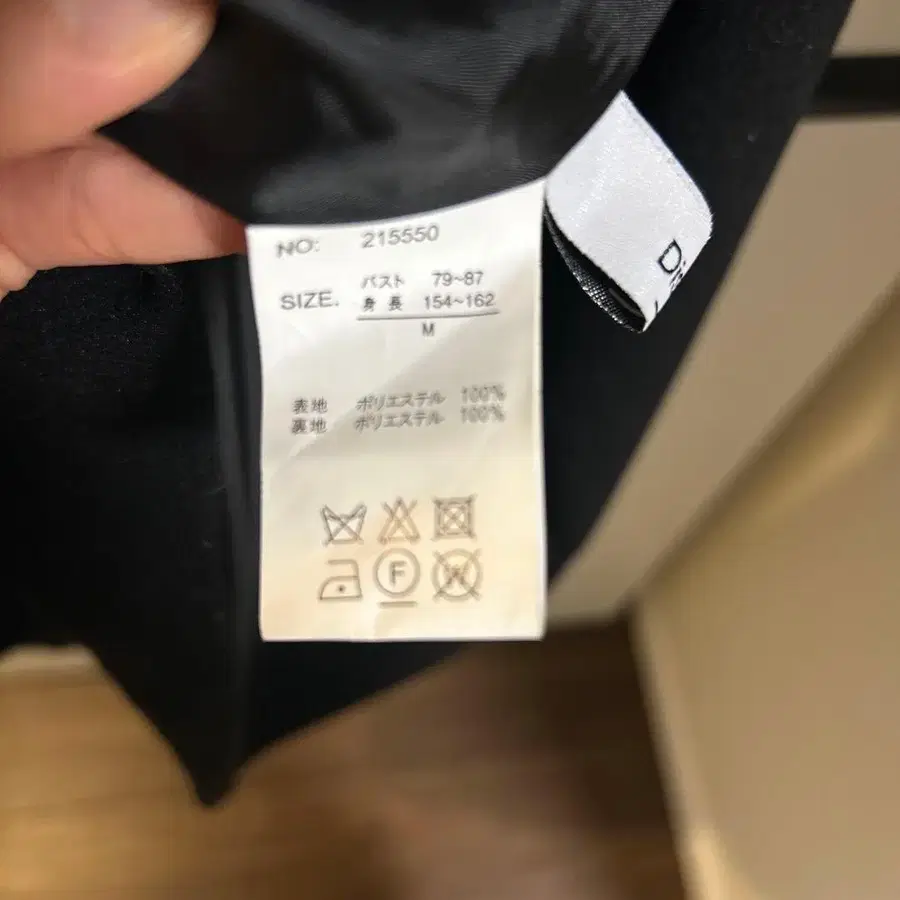 NO: 215550
SIZE. バスト 79~87
身長 154~162
M
表地 ポリエステル 100%
裏地 ポリエステル 100%
F
W